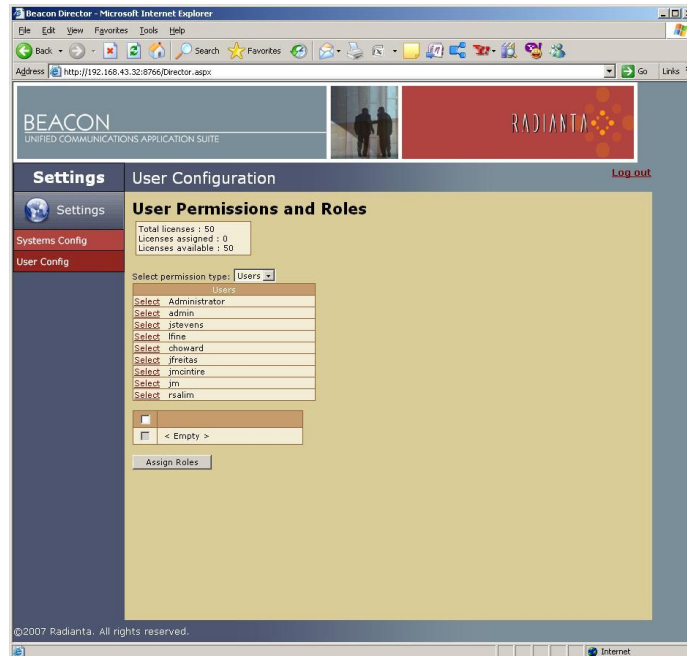 Beacon Director - Microsoft Internet Explorer
File Edit View Favorites Tools Help
Back Search Favorites
Address http://192.168.43.32:8766/Director.aspx Go Links
BEACON
UNIFIED COMMUNICATIONS APPLICATION SUITE
RADIANTA
Settings User Configuration Log out
Settings
Systems Config
User Config
User Permissions and Roles
Total licenses : 50
Licenses assigned : 0
Licenses available : 50
Select permission type: Users
Users
Select Administrator
Select admin
Select jstevens
Select lfine
Select choward
Select jfreitas
Select jmcintire
Select jm
Select rsalim
< Empty >
Assign Roles
©2007 Radianta. All rights reserved.
Internet